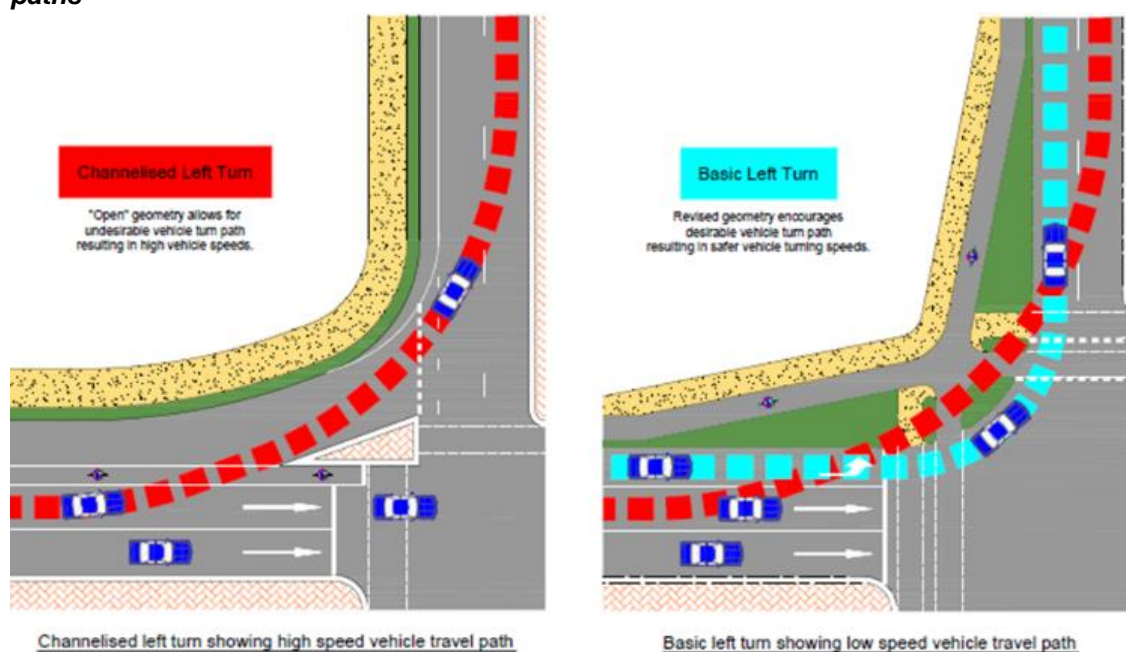 paths
Channelised Left Turn
"Open" geometry allows for
undesirable vehicle turn path
resulting in high vehicle speeds.
Basic Left Turn
Revised geometry encourages
desirable vehicle turn path
resulting in safer vehicle turning speeds.
Channelised left turn showing high speed vehicle travel path
Basic left turn showing low speed vehicle travel path